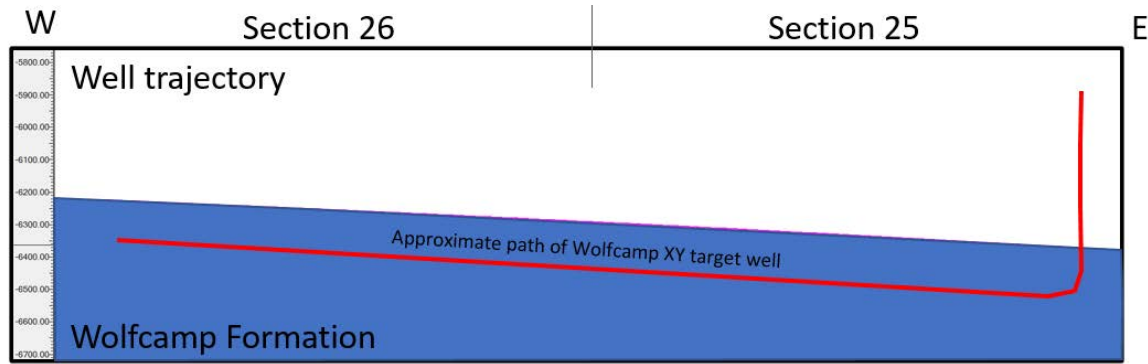 W Section 26 Section 25 E
Well trajectory
-5800.00
-5900.00
-6000.00
-6100.00
-6200.00
-6300.00
-6400.00
-6500.00
-6600.00
-6700.00
Approximate path of Wolfcamp XY target well
Wolfcamp Formation